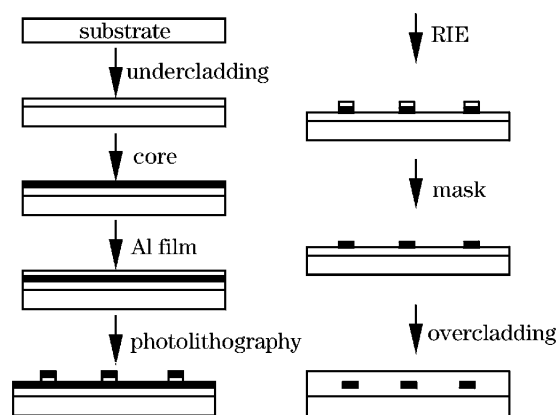 substrate
undercladding
core
Al film
photolithography
RIE
mask
overcladding